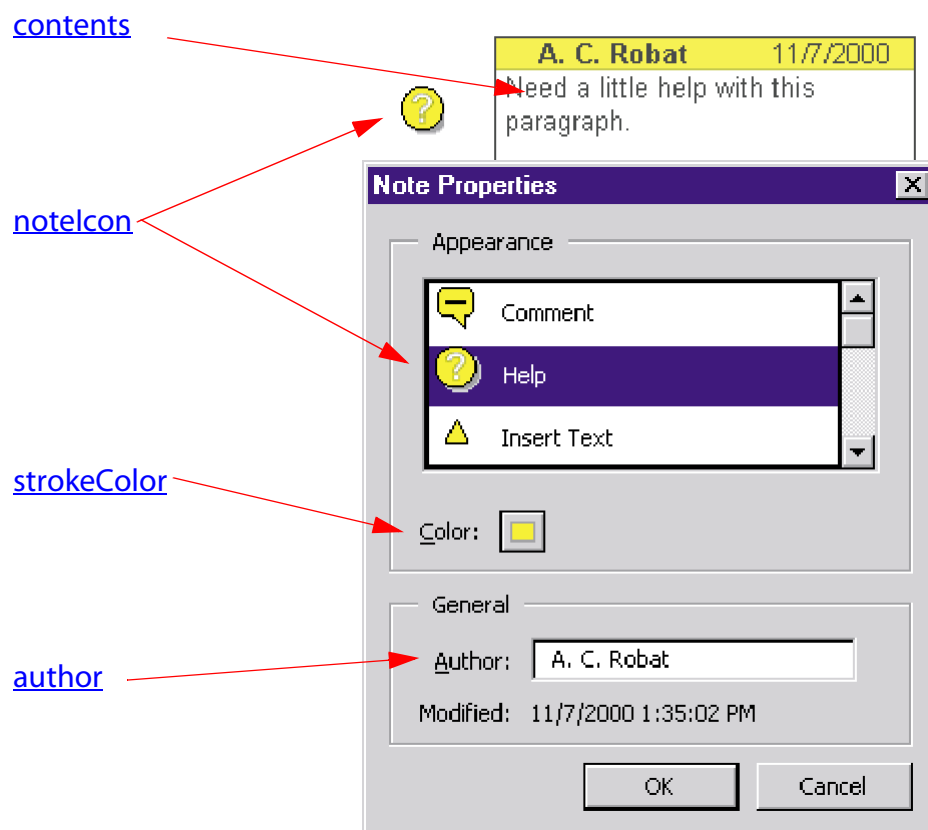 contents
A. C. Robat 11/7/2000
Need a little help with this
paragraph.
Note Properties
noteIcon
Appearance
Comment
Help
Insert Text
strokeColor
Color:
General
Author: A. C. Robat
author
Modified: 11/7/2000 1:35:02 PM
OK Cancel